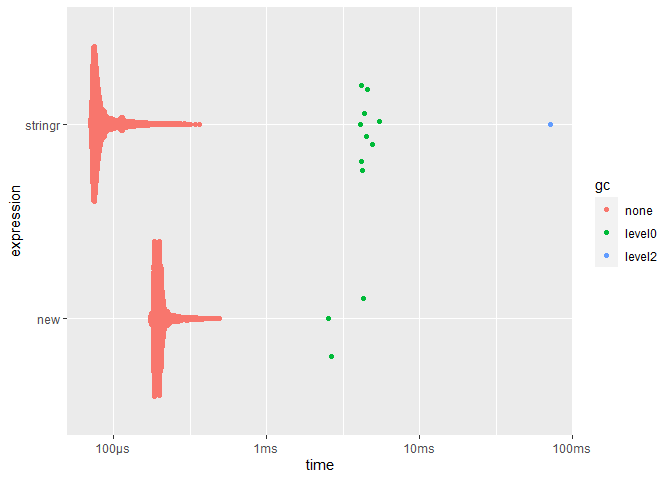 stringr
new
expression
100µs
1ms
10ms
100ms
time
gc
none
level0
level2